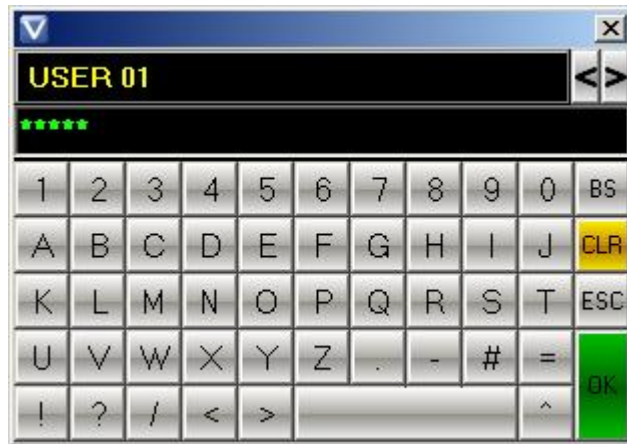 USER 01 < >
*****
1 2 3 4 5 6 7 8 9 0 BS
A B C D E F G H I J CLR
K L M N O P Q R S T ESC
U V W X Y Z . - # = OK
! ? / < > ^